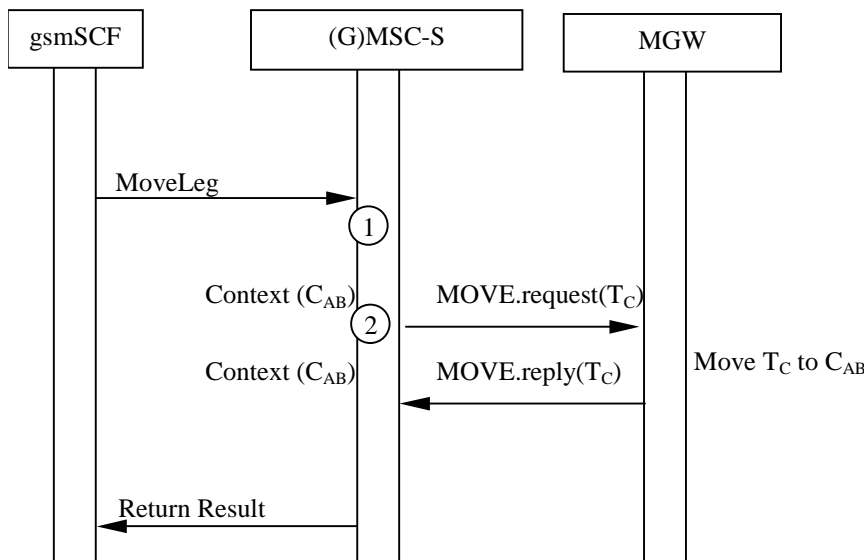 gsmSCF
(G)MSC-S
MGW
MoveLeg
1
Context (C_AB)
MOVE.request(T_C)
2
Context (C_AB)
MOVE.reply(T_C)
Move T_C to C_AB
Return Result